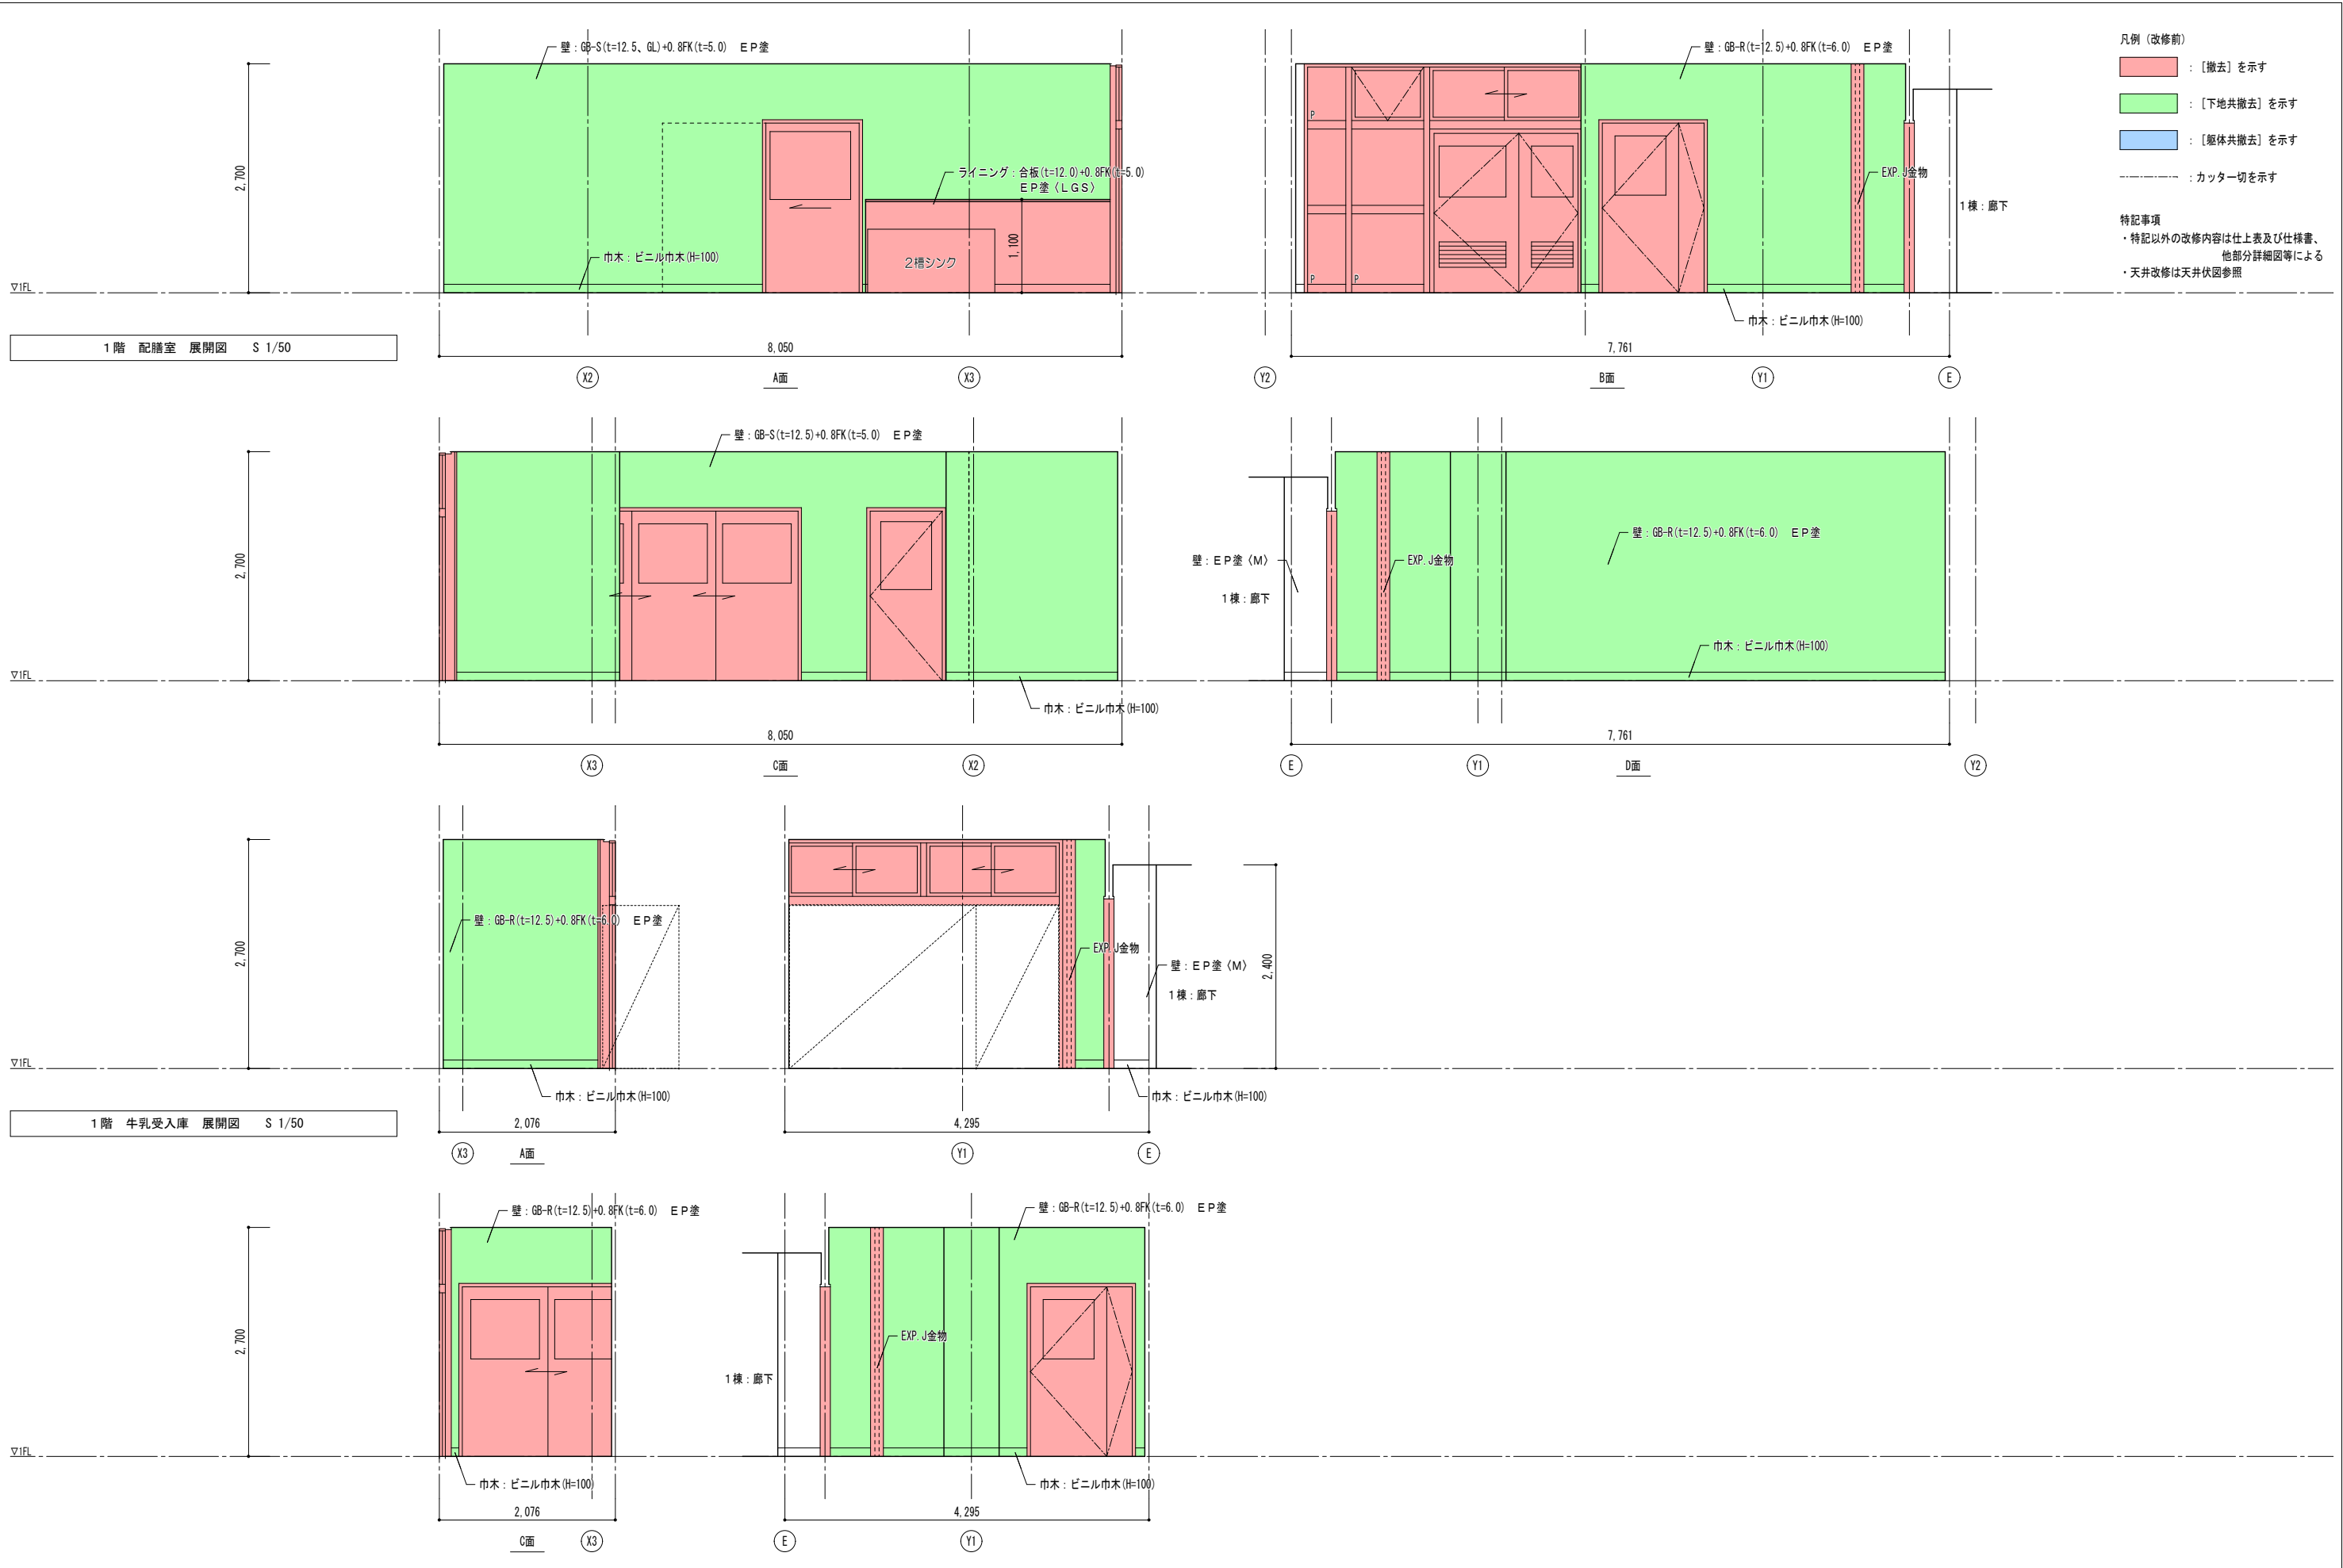 壁：GB-S(t=12.5、GL)+0.8FK(t=5.0)　ＥＰ塗
2,700
ライニング：合板(t=12.0)+0.8FK(t=5.0)
ＥＰ塗〈ＬＧＳ〉
1,100
2槽シンク
巾木：ビニル巾木(H=100)
▽1FL
1階　配膳室　展開図　　S 1/50
8,050
X2
A面
X3
壁：GB-R(t=12.5)+0.8FK(t=6.0)　ＥＰ塗
P
P
P
EXP.J金物
1棟：廊下
巾木：ビニル巾木(H=100)
7,761
Y2
B面
Y1
E
凡例（改修前）
：［撤去］を示す
：［下地共撤去］を示す
：［躯体共撤去］を示す
：カッター切を示す
特記事項
・特記以外の改修内容は仕上表及び仕様書、
他部分詳細図等による
・天井改修は天井伏図参照
壁：GB-S(t=12.5)+0.8FK(t=5.0)　ＥＰ塗
2,700
巾木：ビニル巾木(H=100)
▽1FL
8,050
X3
C面
X2
壁：GB-R(t=12.5)+0.8FK(t=6.0)　ＥＰ塗
壁：ＥＰ塗〈M〉
EXP.J金物
1棟：廊下
巾木：ビニル巾木(H=100)
7,761
E
Y1
D面
Y2
2,700
壁：GB-R(t=12.5)+0.8FK(t=6.0)　ＥＰ塗
▽1FL
巾木：ビニル巾木(H=100)
1階　牛乳受入庫　展開図　　S 1/50
2,076
X3
A面
EXP.J金物
壁：ＥＰ塗〈M〉
1棟：廊下
2,400
巾木：ビニル巾木(H=100)
4,295
Y1
E
壁：GB-R(t=12.5)+0.8FK(t=6.0)　ＥＰ塗
2,700
▽1FL
巾木：ビニル巾木(H=100)
2,076
C面
X3
壁：GB-R(t=12.5)+0.8FK(t=6.0)　ＥＰ塗
EXP.J金物
1棟：廊下
巾木：ビニル巾木(H=100)
4,295
E
Y1